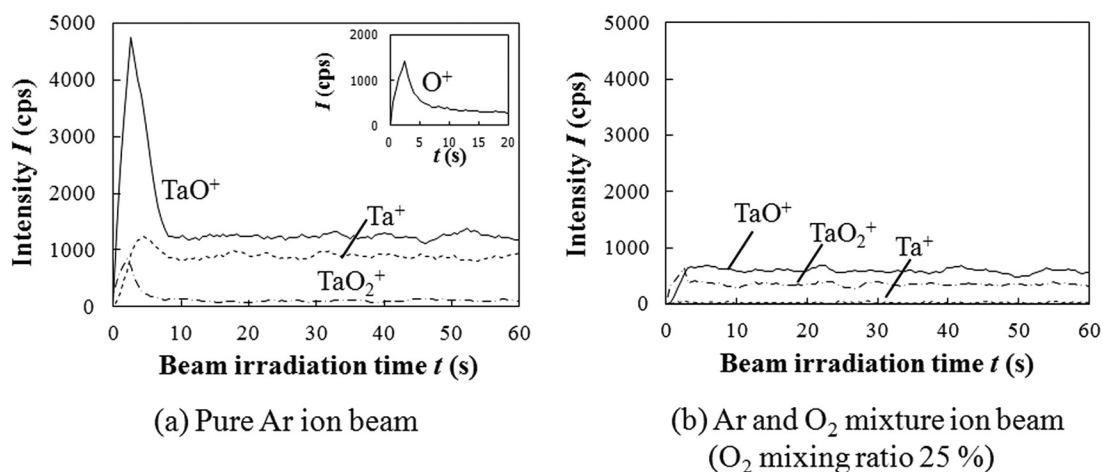 Intensity I (cps)
5000
4000
3000
2000
1000
0
TaO⁺
Ta⁺
TaO₂⁺
I (cps)
2000
1000
0
O⁺
0 5 10 15 20
t (s)
0 10 20 30 40 50 60
Beam irradiation time t (s)
(a) Pure Ar ion beam
Intensity I (cps)
5000
4000
3000
2000
1000
0
TaO⁺
TaO₂⁺
Ta⁺
0 10 20 30 40 50 60
Beam irradiation time t (s)
(b) Ar and O₂ mixture ion beam
(O₂ mixing ratio 25 %)